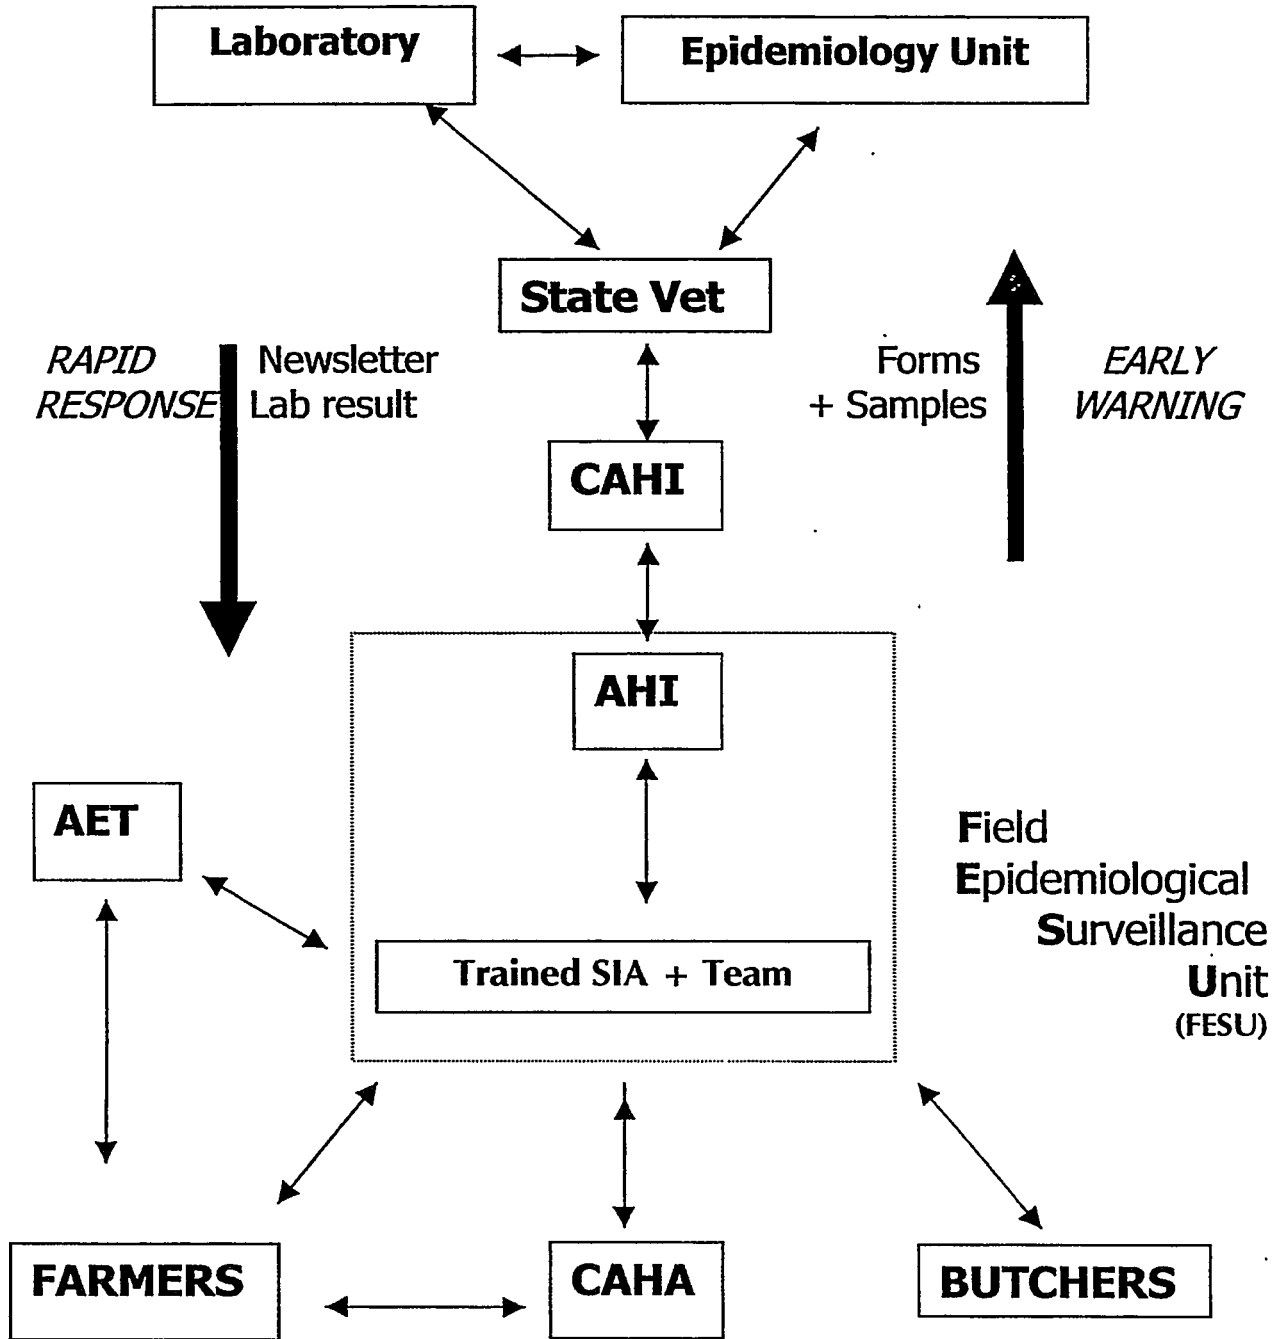 Laboratory
Epidemiology Unit
State Vet
RAPID
RESPONSE
Newsletter
Lab result
Forms
+ Samples
EARLY
WARNING
CAHI
AHI
AET
Trained SIA + Team
Field
Epidemiological
Surveillance
Unit
(FESU)
FARMERS
CAHA
BUTCHERS